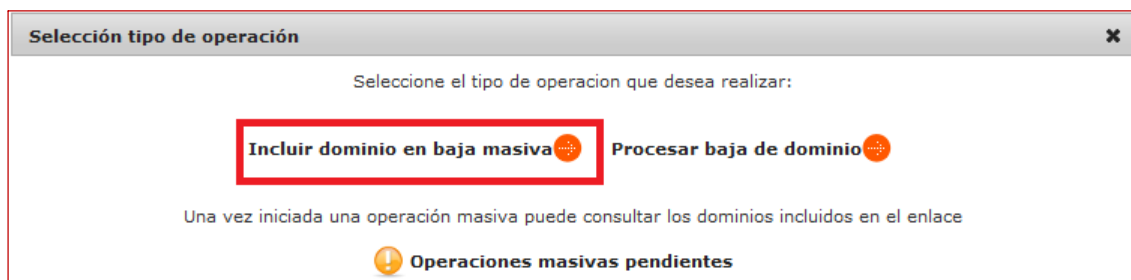 Selección tipo de operación
Seleccione el tipo de operacion que desea realizar:
Incluir dominio en baja masiva Procesar baja de dominio
Una vez iniciada una operación masiva puede consultar los dominios incluidos en el enlace
Operaciones masivas pendientes